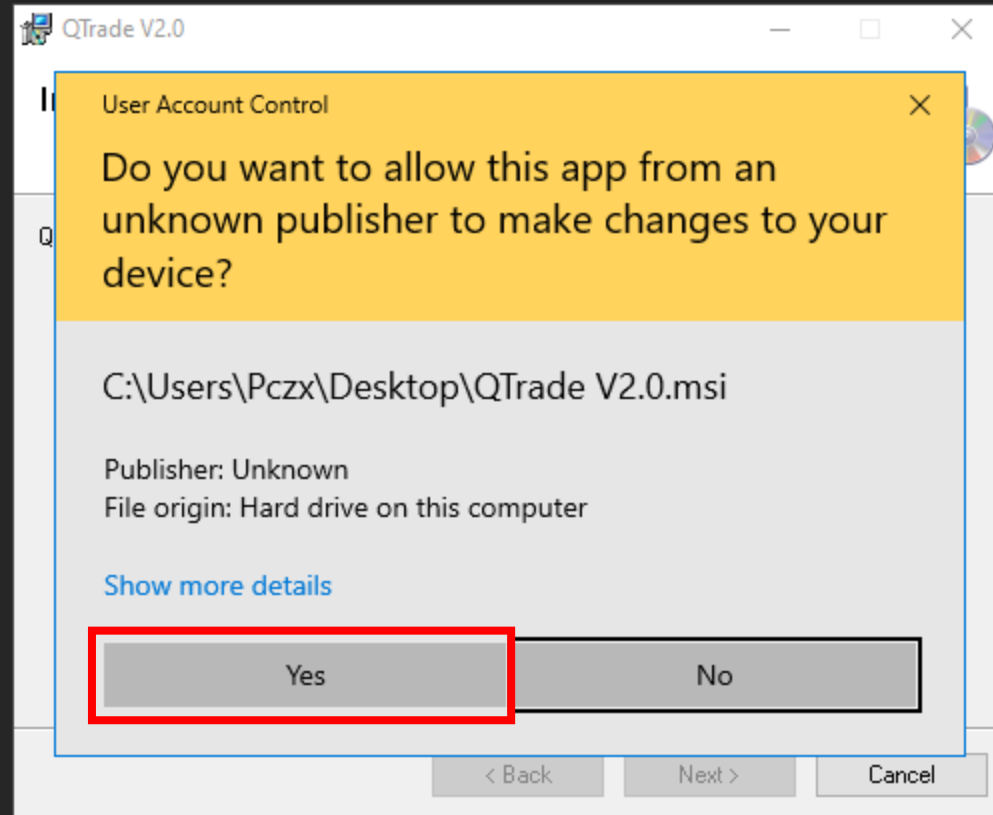 QTrade V2.0
User Account Control
Do you want to allow this app from an
unknown publisher to make changes to your
device?
C:\Users\Pczx\Desktop\QTrade V2.0.msi
Publisher: Unknown
File origin: Hard drive on this computer
Show more details
Yes
No
< Back
Next >
Cancel